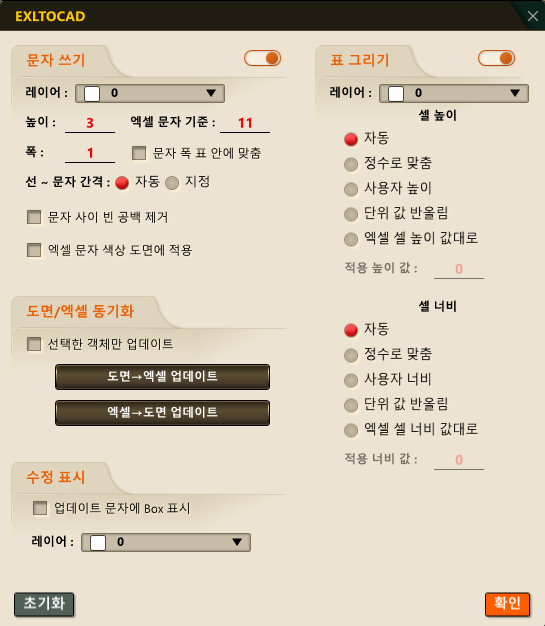 EXLTOCAD
문자 쓰기
레이어 : 0
높이 : 3 엑셀 문자 기준 : 11
폭 : 1 문자 폭 표 안에 맞춤
선 ~ 문자 간격 : 자동 지정
문자 사이 빈 공백 제거
엑셀 문자 색상 도면에 적용
도면/엑셀 동기화
선택한 객체만 업데이트
도면→엑셀 업데이트
엑셀→도면 업데이트
수정 표시
업데이트 문자에 Box 표시
레이어 : 0
초기화
표 그리기
레이어 : 0
셀 높이
자동
정수로 맞춤
사용자 높이
단위 값 반올림
엑셀 셀 높이 값대로
적용 높이 값 : 0
셀 너비
자동
정수로 맞춤
사용자 너비
단위 값 반올림
엑셀 셀 너비 값대로
적용 너비 값 : 0
확인